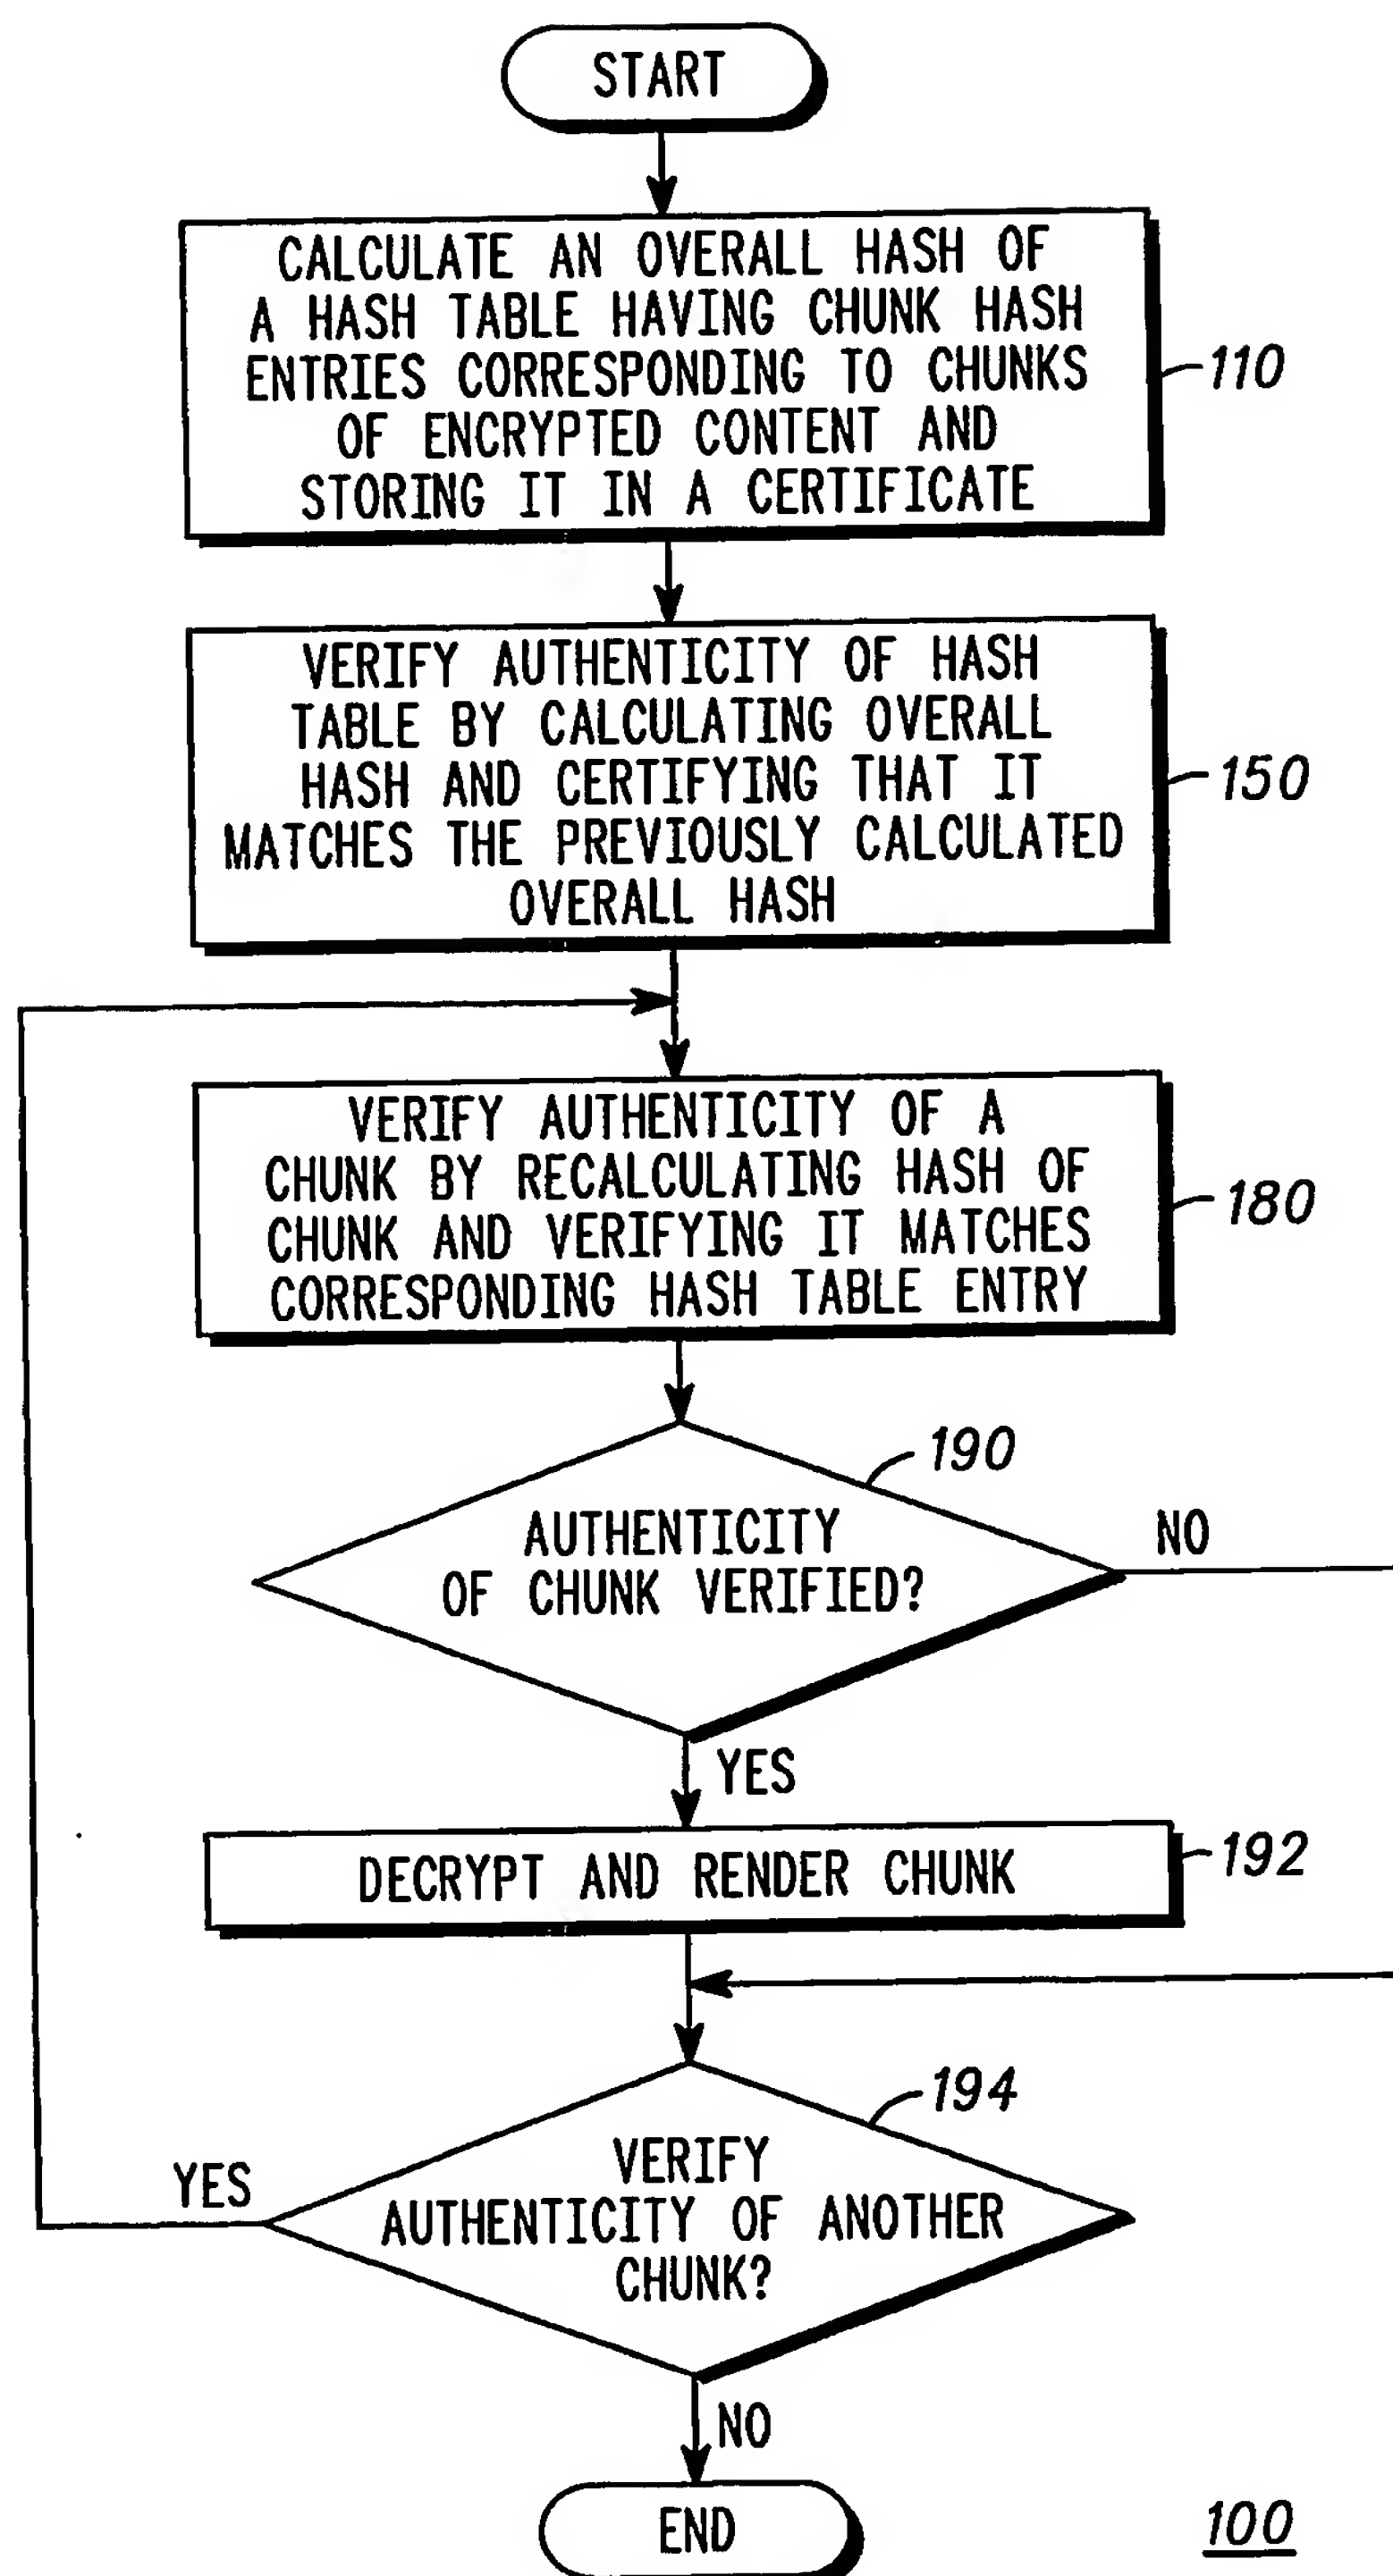 START
CALCULATE AN OVERALL HASH OF
A HASH TABLE HAVING CHUNK HASH
ENTRIES CORRESPONDING TO CHUNKS
OF ENCRYPTED CONTENT AND
STORING IT IN A CERTIFICATE
110
VERIFY AUTHENTICITY OF HASH
TABLE BY CALCULATING OVERALL
HASH AND CERTIFYING THAT IT
MATCHES THE PREVIOUSLY CALCULATED
OVERALL HASH
150
VERIFY AUTHENTICITY OF A
CHUNK BY RECALCULATING HASH OF
CHUNK AND VERIFYING IT MATCHES
CORRESPONDING HASH TABLE ENTRY
180
190
AUTHENTICITY
OF CHUNK VERIFIED?
NO
YES
DECRYPT AND RENDER CHUNK
192
194
VERIFY
AUTHENTICITY OF ANOTHER
CHUNK?
YES
NO
END
100